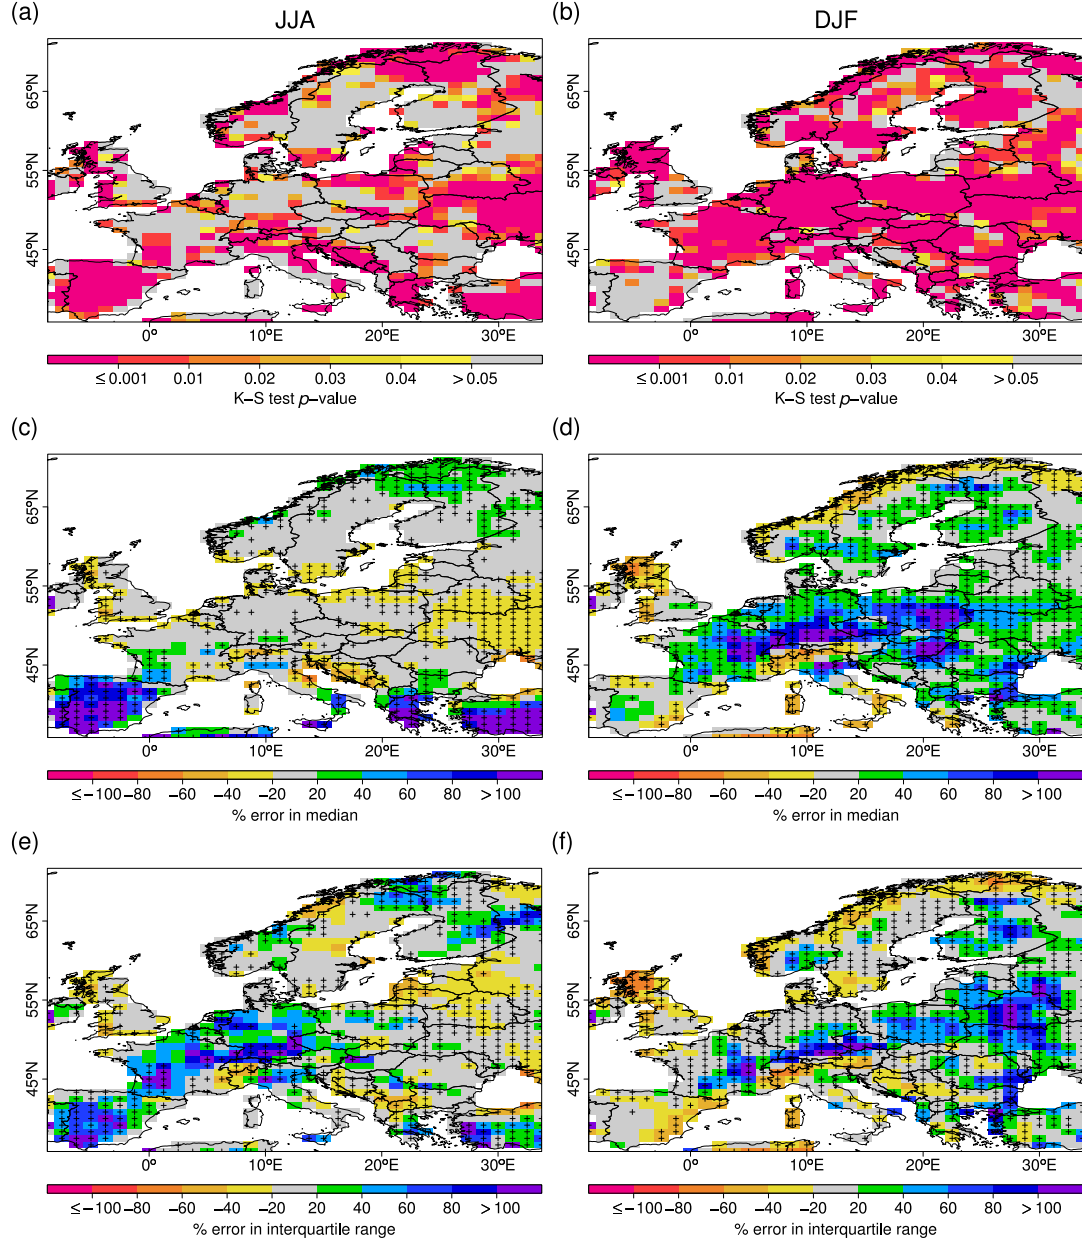 (a) JJA (b) DJF
65°N 65°N
55°N 55°N
45°N 45°N
0° 10°E 20°E 30°E 0° 10°E 20°E 30°E
≤0.001 0.01 0.02 0.03 0.04 >0.05 ≤0.001 0.01 0.02 0.03 0.04 >0.05
K−S test p−value K−S test p−value
(c) (d)
65°N 65°N
55°N 55°N
45°N 45°N
0° 10°E 20°E 30°E 0° 10°E 20°E 30°E
≤−100 −80 −60 −40 −20 20 40 60 80 >100 ≤−100 −80 −60 −40 −20 20 40 60 80 >100
% error in median % error in median
(e) (f)
65°N 65°N
55°N 55°N
45°N 45°N
0° 10°E 20°E 30°E 0° 10°E 20°E 30°E
≤−100 −80 −60 −40 −20 20 40 60 80 >100 ≤−100 −80 −60 −40 −20 20 40 60 80 >100
% error in interquartile range % error in interquartile range